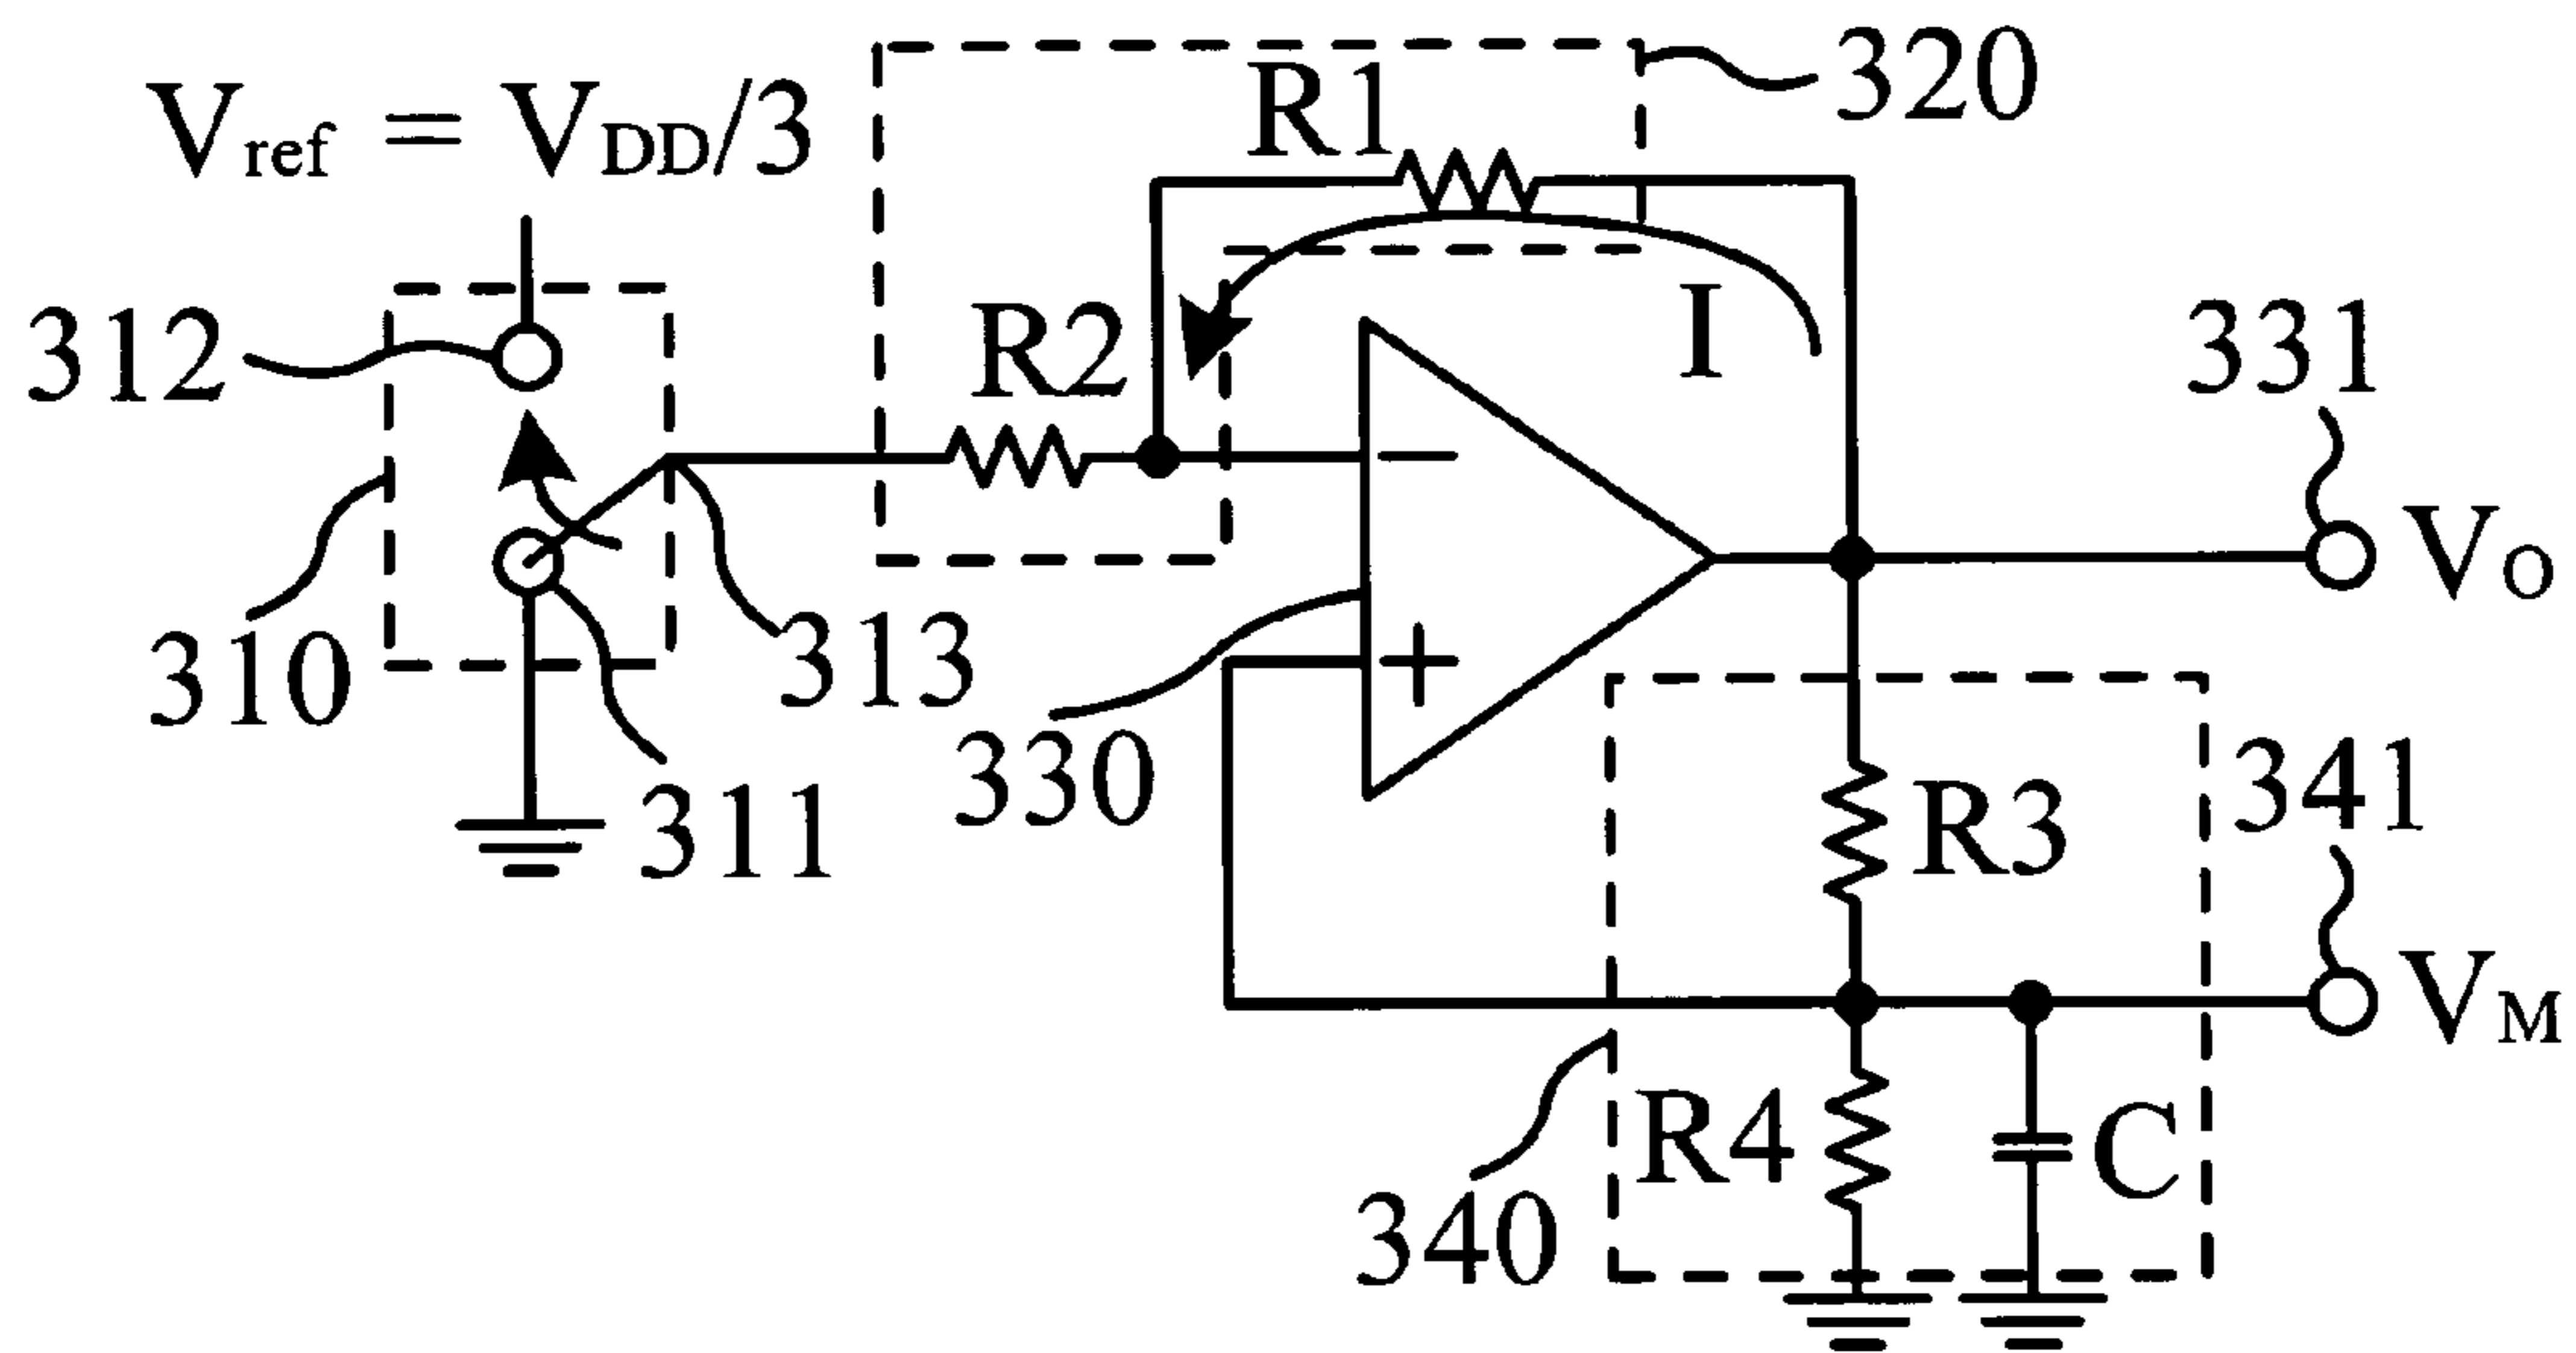 320
R1
Vref = VDD/3
312
R2
I
331
VO
310
313
311
330
+
−
R3
341
VM
R4
C
340